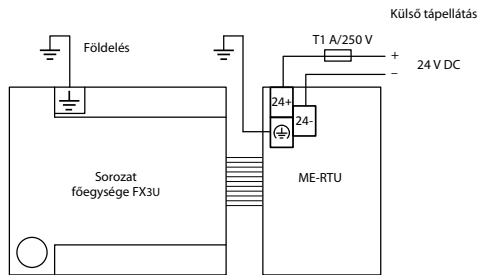 Külső tápellátás
T1 A/250 V
+
Földelés
24 V DC
–
24+
24-
Sorozat
főegysége FX3U
ME-RTU